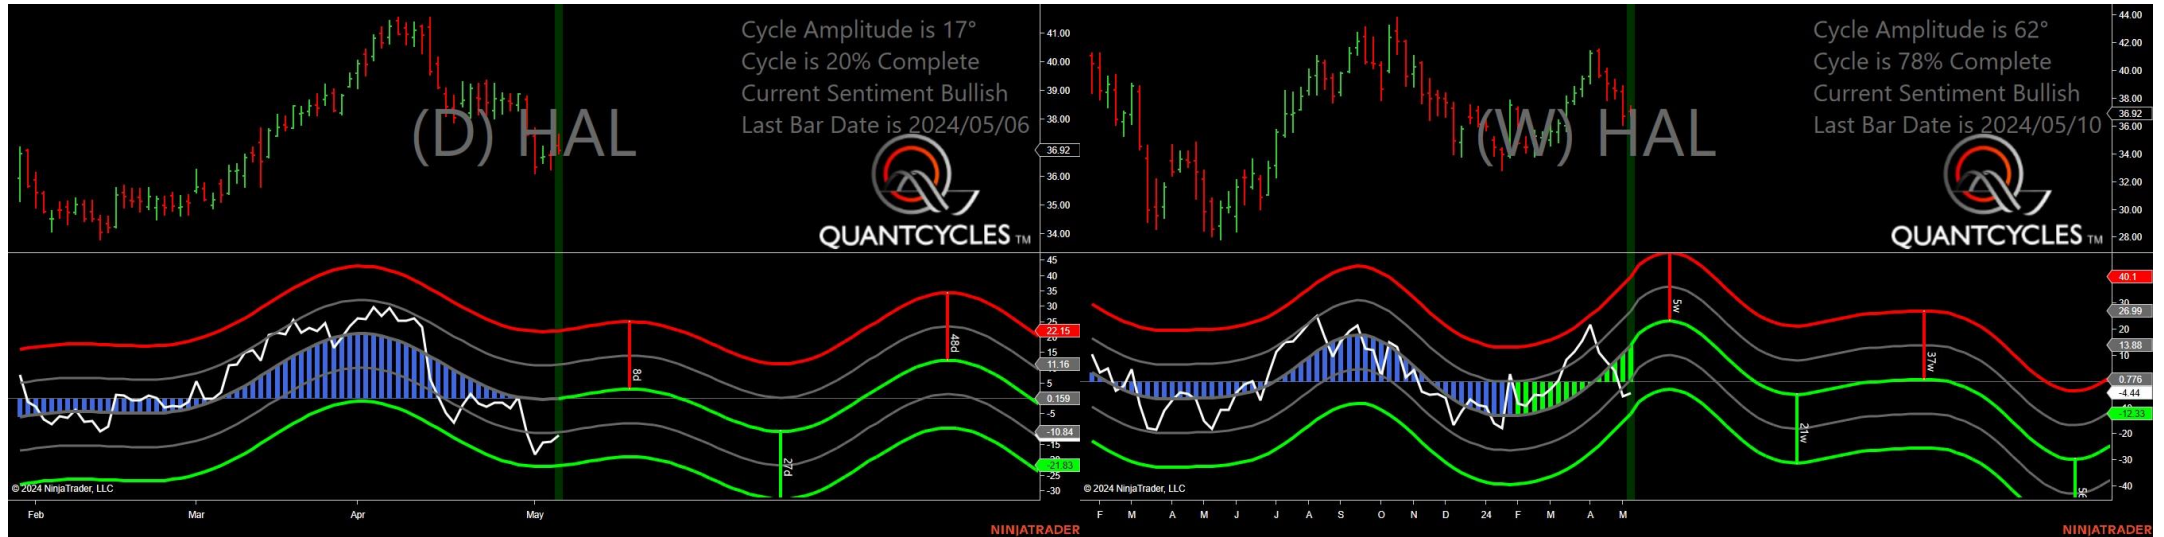 Cycle Amplitude is 17°
Cycle is 20% Complete
Current Sentiment Bullish
Last Bar Date is 2024/05/06
(D) HAL
QUANTCYCLES TM
41.00
40.00
39.00
38.00
36.92
36.00
35.00
34.00
45
40
35
30
25
22.15
20
15
11.16
5
0.159
-5
-10.84
-15
-21.83
-25
-30
8d
27d
48d
© 2024 NinjaTrader, LLC
Feb Mar Apr May
NINJATRADER
Cycle Amplitude is 62°
Cycle is 78% Complete
Current Sentiment Bullish
Last Bar Date is 2024/05/10
(W) HAL
QUANTCYCLES TM
44.00
42.00
40.00
38.00
36.92
34.00
32.00
30.00
28.00
40.1
30
26.99
20
13.88
10
0.776
-4.44
-12.33
-20
-30
-40
5w
21w
37w
© 2024 NinjaTrader, LLC
F M A M J J A S O N D 24 F M A M
NINJATRADER